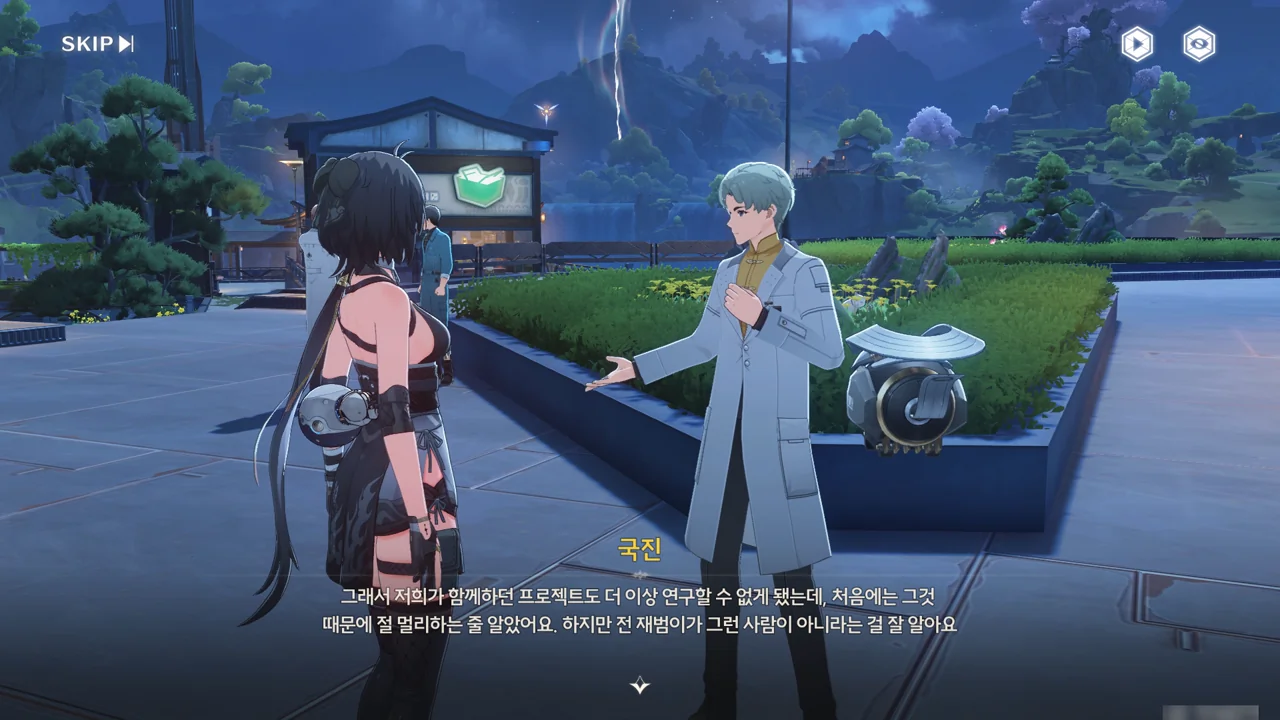 SKIP
국진
그래서 저희가 함께하던 프로젝트도 더 이상 연구할 수 없게 됐는데, 처음에는 그것
때문에 절 멀리하는 줄 알았어요. 하지만 전 재범이가 그런 사람이 아니라는 걸 잘 알아요